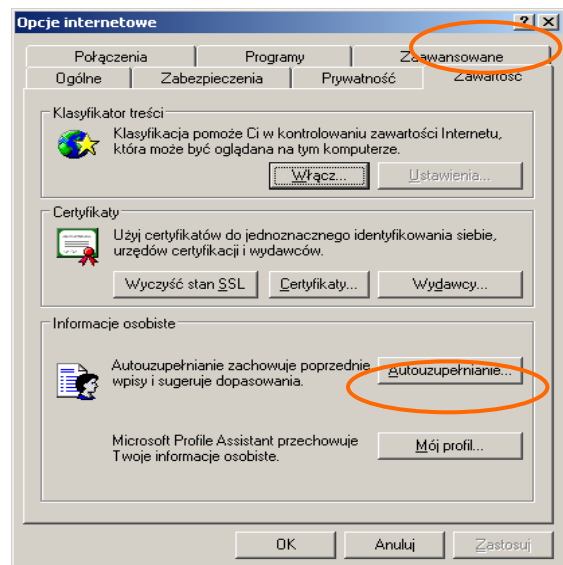 Opcje internetowe
Połączenia Programy Zaawansowane
Ogólne Zabezpieczenia Prywatność Zawartość
Klasyfikator treści
Klasyfikacja pomoże Ci w kontrolowaniu zawartości Internetu,
która może być oglądana na tym komputerze.
Włącz... Ustawienia...
Certyfikaty
Użyj certyfikatów do jednoznacznego identyfikowania siebie,
urzędów certyfikacji i wydawców.
Wyczyść stan SSL Certyfikaty... Wydawcy...
Informacje osobiste
Autouzupełnianie zachowuje poprzednie
wpisy i sugeruje dopasowania.
Autouzupełnianie...
Microsoft Profile Assistant przechowuje
Twoje informacje osobiste.
Mój profil...
OK Anuluj Zastosuj